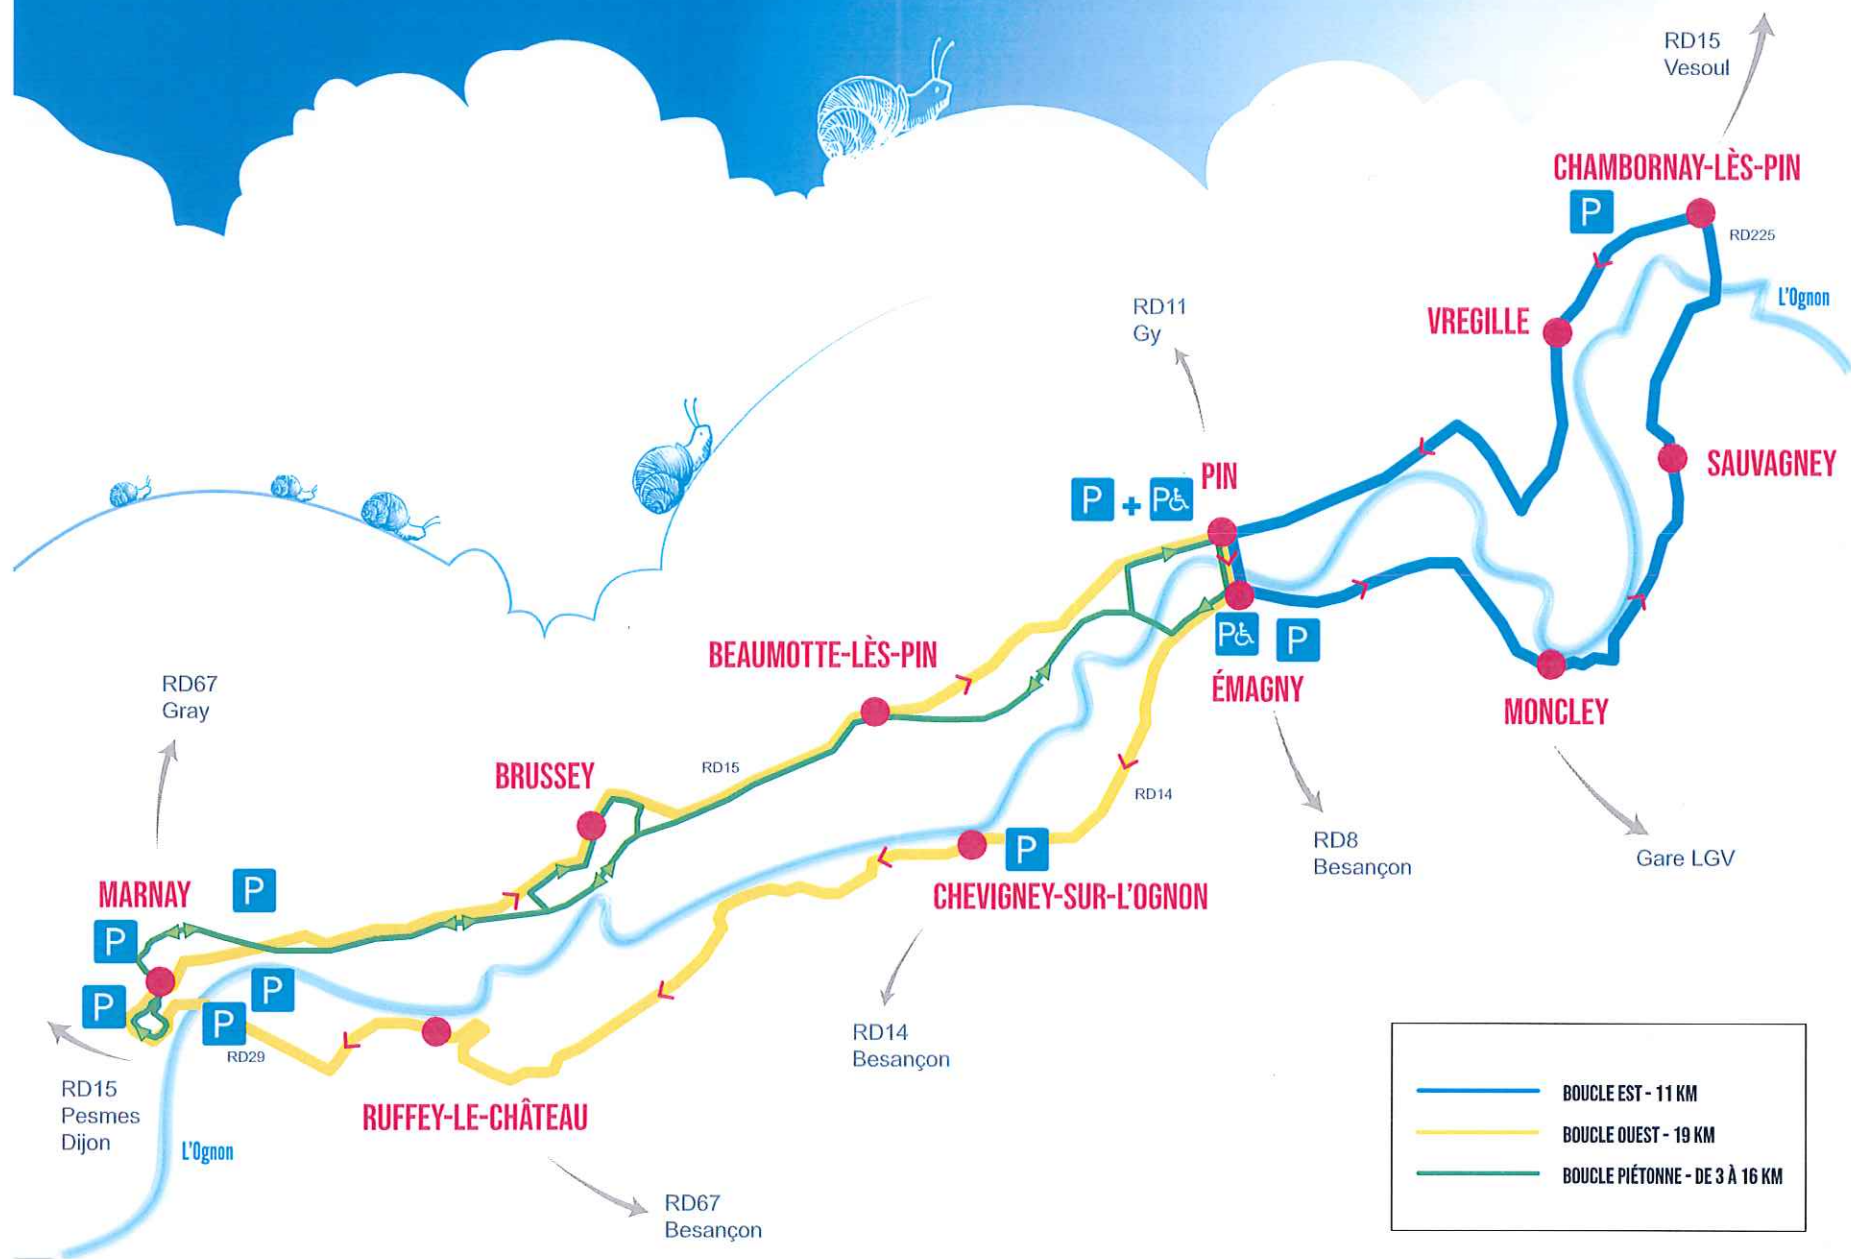 RD15
Vesoul
CHAMBORNAY-LÈS-PIN
P
RD225
L'Ognon
RD11
Gy
VREGILLE
PIN
P + P
SAUVAGNEY
P P
ÉMAGNY
MONCLEY
BEAUMOTTE-LÈS-PIN
RD67
Gray
BRUSSEY
RD15
RD14
RD8
Besançon
Gare LGV
P
CHEVIGNEY-SUR-L'OGNON
MARNAY
P
P
P
P
P
RD29
RD14
Besançon
RD15
Pesmes
Dijon
RUFFEY-LE-CHÂTEAU
L'Ognon
RD67
Besançon
BOUCLE EST - 11 KM
BOUCLE OUEST - 19 KM
BOUCLE PIÉTONNE - DE 3 À 16 KM